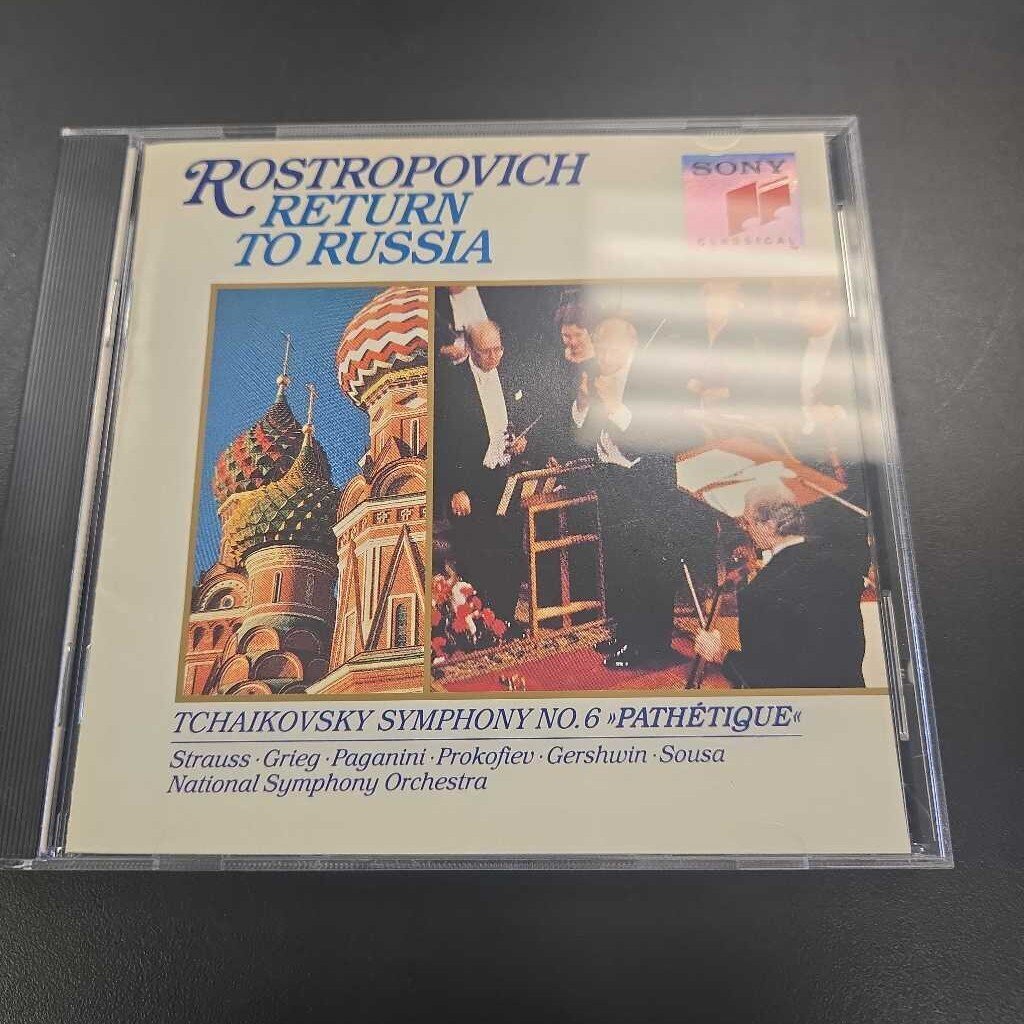 ROSTROPOVICH
RETURN
TO RUSSIA
SONY
CLASSICAL
TCHAIKOVSKY SYMPHONY NO. 6 »PATHÉTIQUE«
Strauss · Grieg · Paganini · Prokofiev · Gershwin · Sousa
National Symphony Orchestra